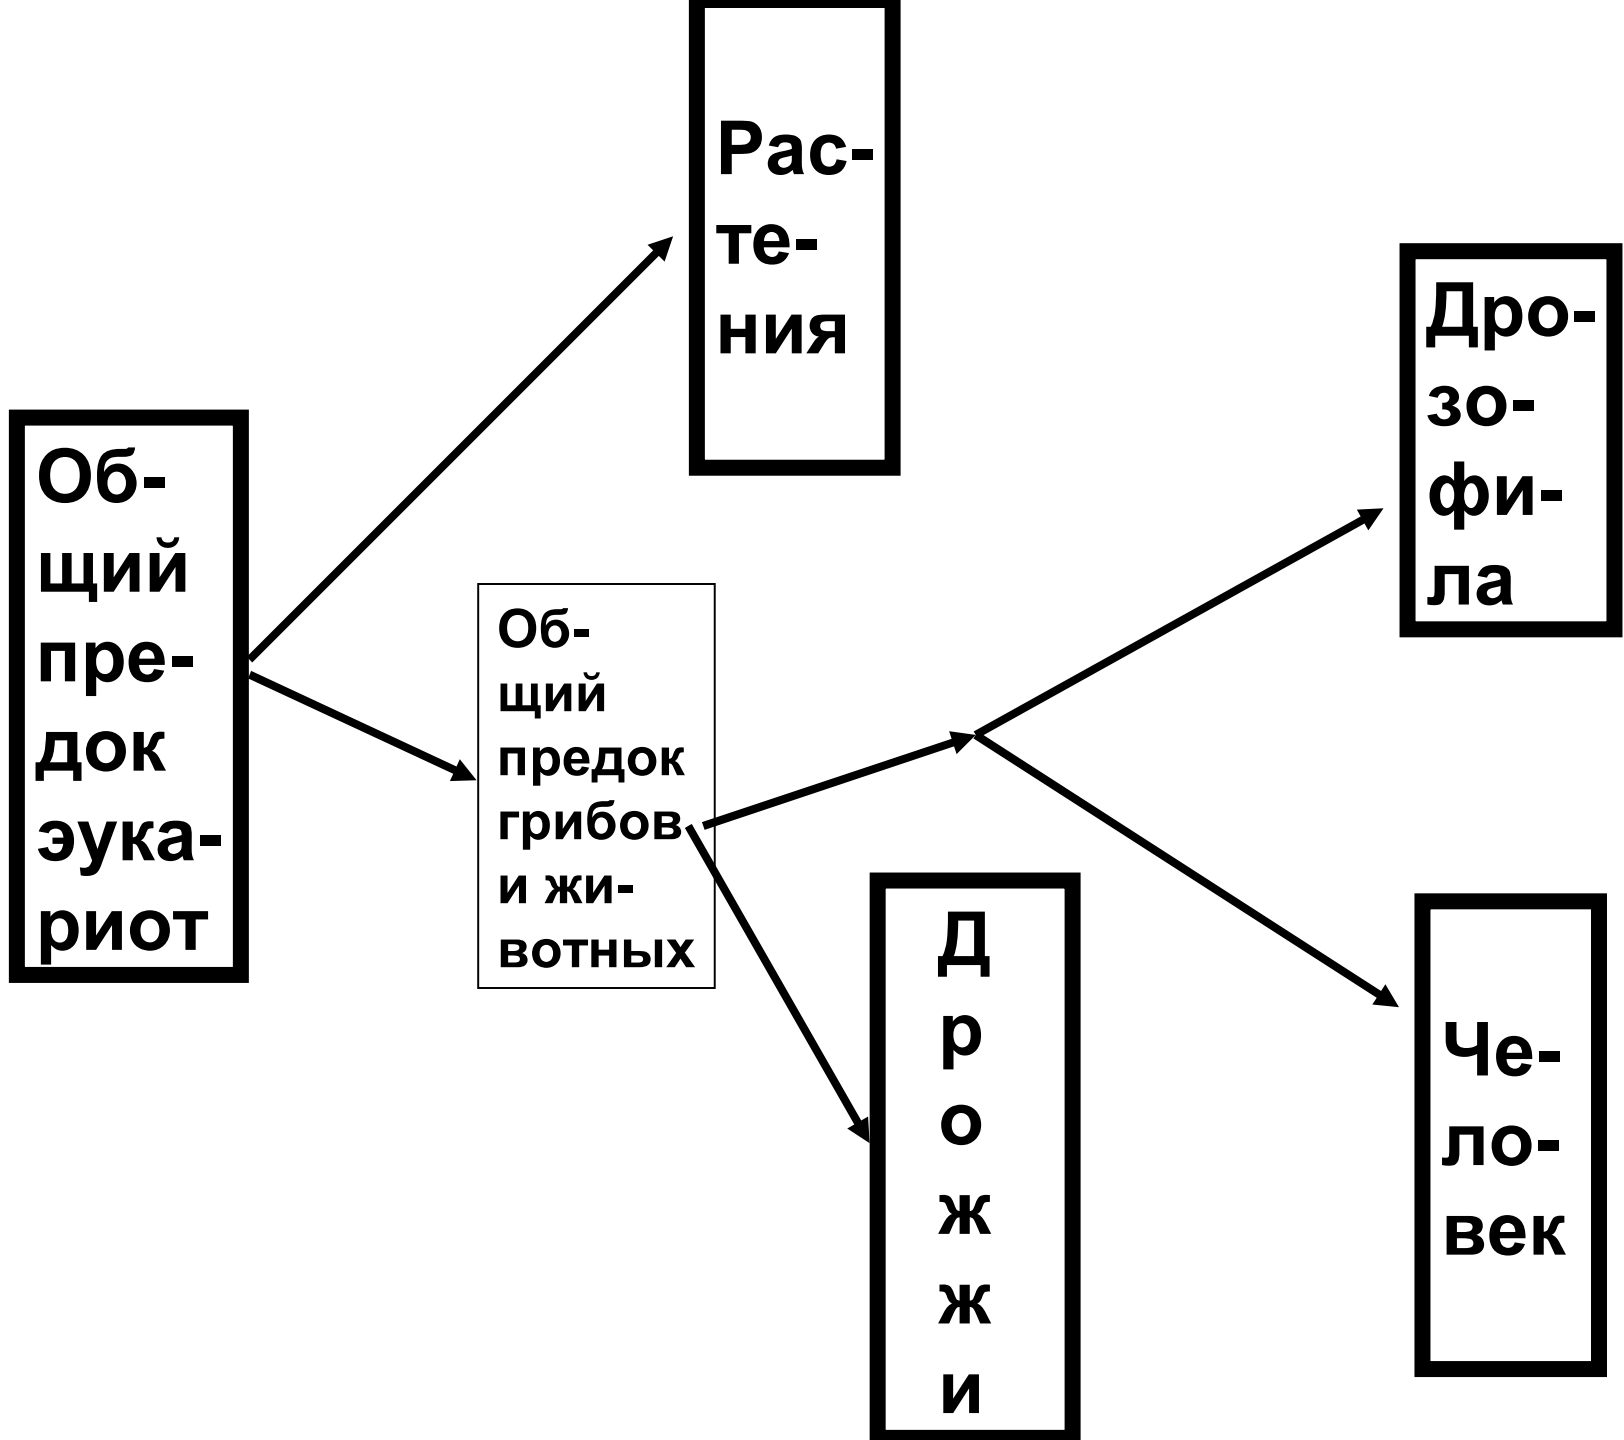 Рас-
те-
ния
Дро-
зо-
фи-
ла
Об-
щий
пре-
док
эука-
риот
Об-
щий
предок
грибов
и жи-
вотных
Д
р
о
ж
ж
и
Че-
ло-
век